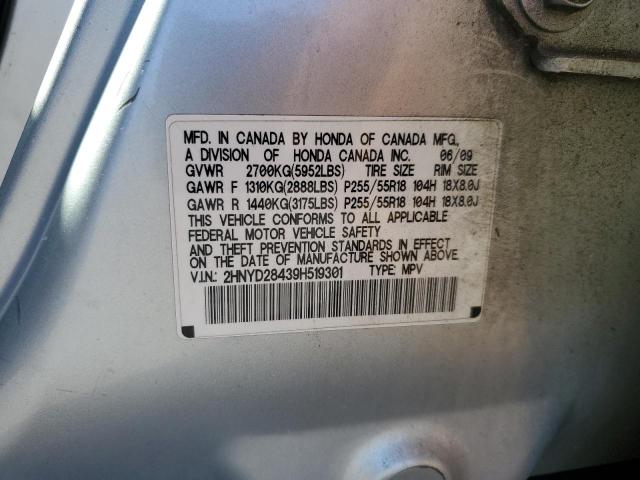 MFD. IN CANADA BY HONDA OF CANADA MFG.,
A DIVISION OF HONDA CANADA INC. 06/09
GVWR 2700KG(5952LBS) TIRE SIZE RIM SIZE
GAWR F 1310KG(2888LBS) P255/55R18 104H 18X8.0J
GAWR R 1440KG(3175LBS) P255/55R18 104H 18X8.0J
THIS VEHICLE CONFORMS TO ALL APPLICABLE
FEDERAL MOTOR VEHICLE SAFETY
AND THEFT PREVENTION STANDARDS IN EFFECT
ON THE DATE OF MANUFACTURE SHOWN ABOVE.
V.I.N.: 2HNYD28439H519301 TYPE: MPV